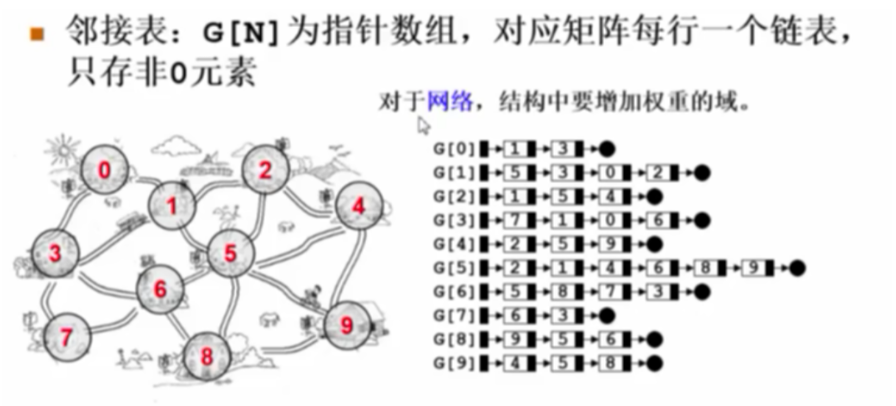 邻接表：G[N]为指针数组，对应矩阵每行一个链表，
只存非0元素
对于网络，结构中要增加权重的域。
0
2
1
4
3
5
6
7
8
9
G[0] 1 3
G[1] 5 3 0 2
G[2] 1 5 4
G[3] 7 1 0 6
G[4] 2 5 9
G[5] 2 1 4 6 8 9
G[6] 5 8 7 3
G[7] 6 3
G[8] 9 5 6
G[9] 4 5 8